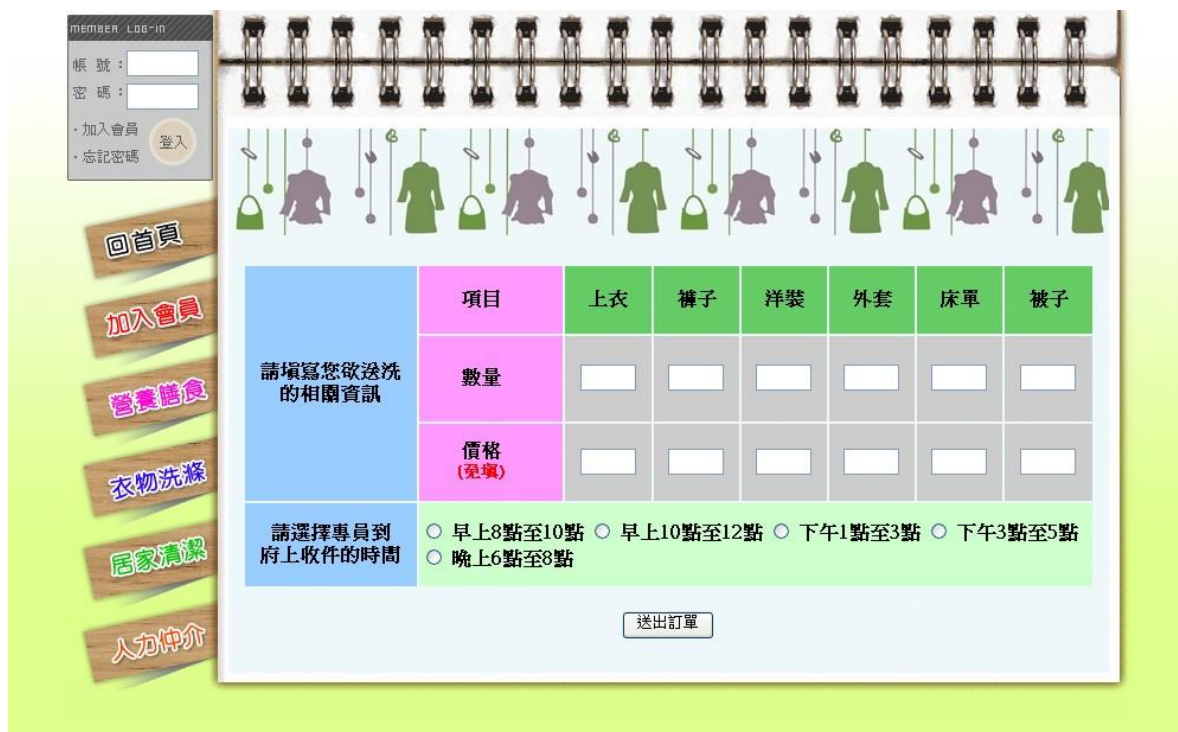 MEMBER LOG-IN
帳 號：
密 碼：
·加入會員
·忘記密碼
登入
回首頁
加入會員
營養膳食
衣物洗滌
居家清潔
人力仲介
項目 上衣 褲子 洋裝 外套 床單 被子
請填寫您欲送洗
的相關資訊
數量
價格
(免填)
請選擇專員到
府上收件的時間
早上8點至10點 早上10點至12點 下午1點至3點 下午3點至5點
晚上6點至8點
送出訂單